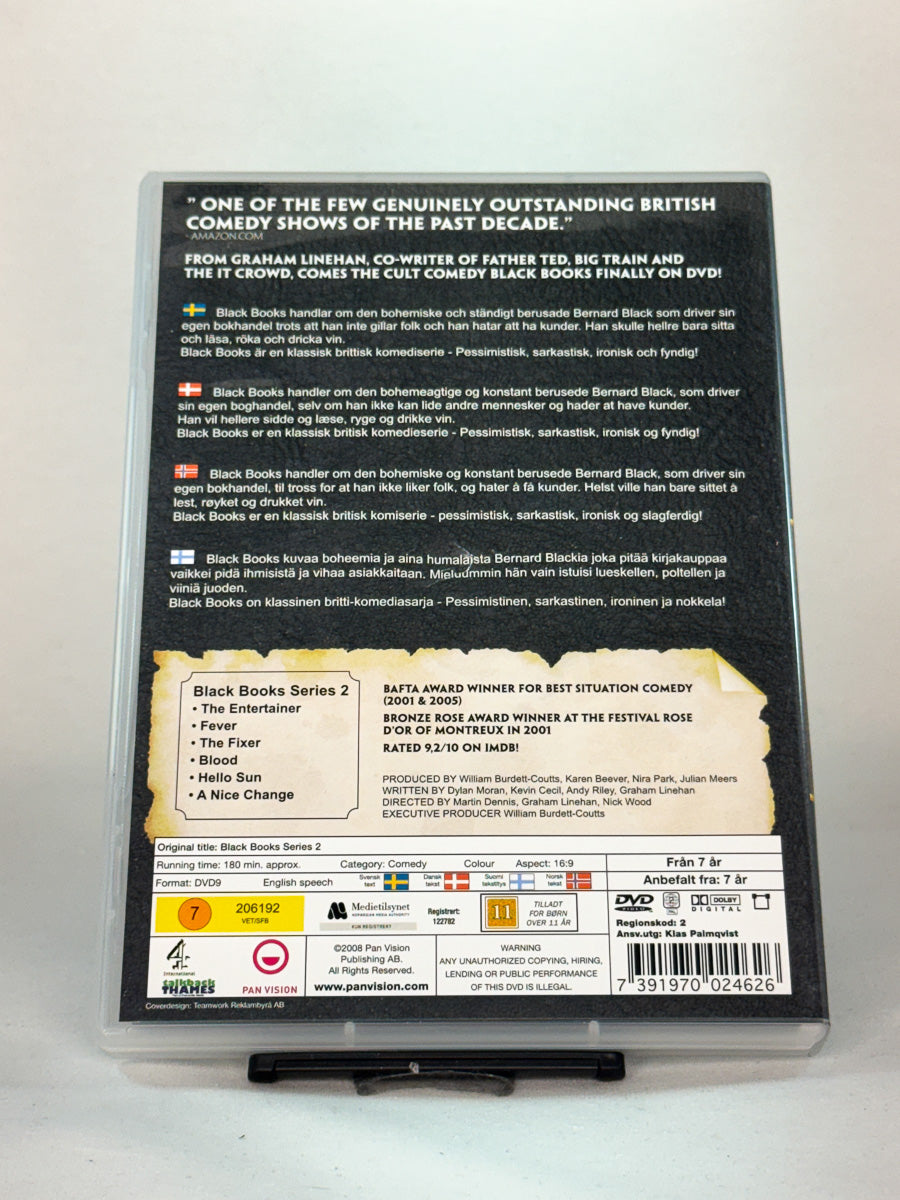 ” ONE OF THE FEW GENUINELY OUTSTANDING BRITISH
COMEDY SHOWS OF THE PAST DECADE.”
- AMAZON.COM
FROM GRAHAM LINEHAN, CO-WRITER OF FATHER TED, BIG TRAIN AND
THE IT CROWD, COMES THE CULT COMEDY BLACK BOOKS FINALLY ON DVD!
Black Books handlar om den bohemiske och ständigt berusade Bernard Black som driver sin
egen bokhandel trots att han inte gillar folk och han hatar att ha kunder. Han skulle hellre bara sitta
och läsa, röka och dricka vin.
Black Books är en klassisk brittisk komediserie - Pessimistisk, sarkastisk, ironisk och fyndig!
Black Books handler om den bohemeagtige og konstant berusede Bernard Black, som driver
sin egen boghandel, selv om han ikke kan lide andre mennesker og hader at have kunder.
Han vil hellere sidde og læse, ryge og drikke vin.
Black Books er en klassisk britisk komedieserie - Pessimistisk, sarkastisk, ironisk og fyndig!
Black Books handler om den bohemiske og konstant berusede Bernard Black, som driver sin
egen bokhandel, til tross for at han ikke liker folk, og hater å få kunder. Helst ville han bare sittet å
lest, røyket og drukket vin.
Black Books er en klassisk britisk komiserie - pessimistisk, sarkastisk, ironisk og slagferdig!
Black Books kuvaa boheemia ja aina humalaista Bernard Blackia joka pitää kirjakauppaa
vaikkei pidä ihmisistä ja vihaa asiakkaitaan. Mieluummin hän vain istuisi lueskellen, poltellen ja
viiniä juoden.
Black Books on klassinen britti-komediasarja - Pessimistinen, sarkastinen, ironinen ja nokkela!
Black Books Series 2
• The Entertainer
• Fever
• The Fixer
• Blood
• Hello Sun
• A Nice Change
BAFTA AWARD WINNER FOR BEST SITUATION COMEDY
(2001 & 2005)
BRONZE ROSE AWARD WINNER AT THE FESTIVAL ROSE
D'OR OF MONTREUX IN 2001
RATED 9,2/10 ON IMDB!
PRODUCED BY William Burdett-Coutts, Karen Beever, Nira Park, Julian Meers
WRITTEN BY Dylan Moran, Kevin Cecil, Andy Riley, Graham Linehan
DIRECTED BY Martin Dennis, Graham Linehan, Nick Wood
EXECUTIVE PRODUCER William Burdett-Coutts
Original title: Black Books Series 2
Running time: 180 min. approx. Category: Comedy Colour Aspect: 16:9
Format: DVD9 English speech
Svensk text
Dansk tekst
Suomi tekstitys
Norsk tekst
Från 7 år
Anbefalt fra: 7 år
7
206192
VET/SFB
Medietilsynet
NORWEGIAN MEDIA AUTHORITY
KUN REGISTRERT
Registrert:
122782
11
TILLADT
FOR BØRN
OVER 11 ÅR
DVD
VIDEO
DOLBY
DIGITAL
Regionskod: 2
Ansv.utg: Klas Palmqvist
4
International
talkback
THAMES
PAN VISION
©2008 Pan Vision
Publishing AB.
All Rights Reserved.
www.panvision.com
WARNING
ANY UNAUTHORIZED COPYING, HIRING,
LENDING OR PUBLIC PERFORMANCE
OF THIS DVD IS ILLEGAL.
7 391970 024626
Coverdesign: Teamwork Reklambyrå AB